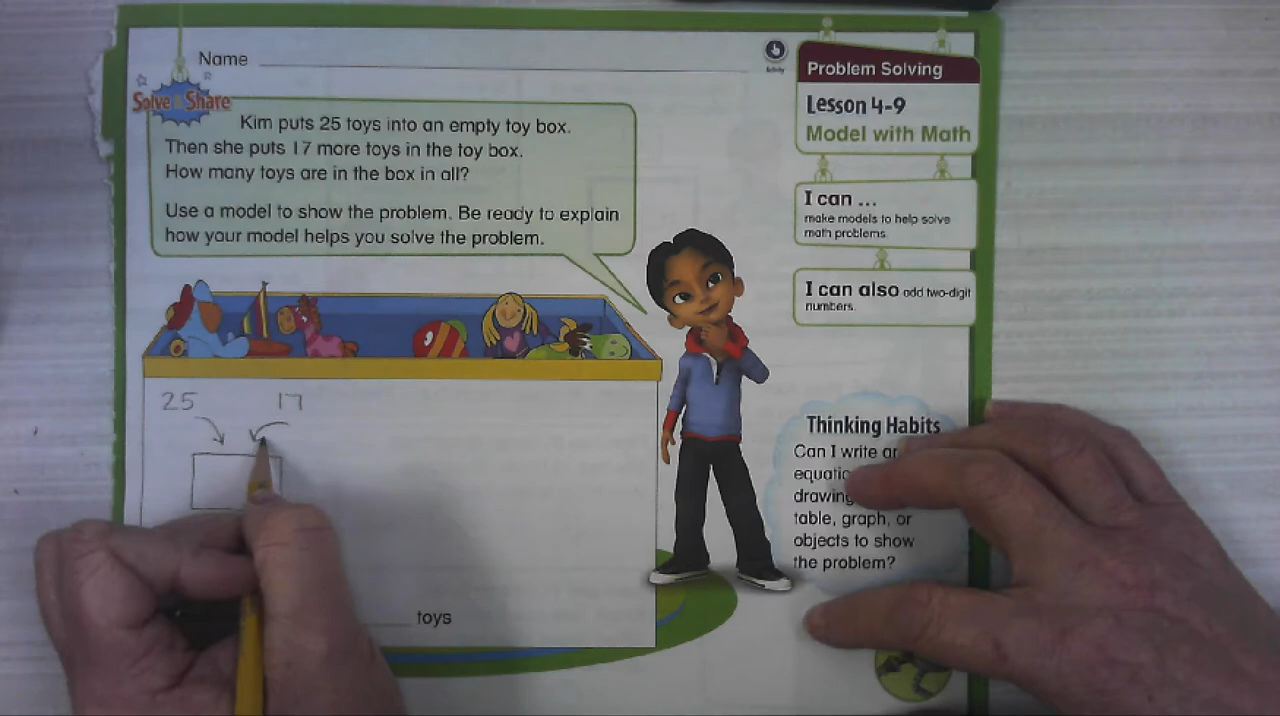 Name
Solve & Share
Kim puts 25 toys into an empty toy box.
Then she puts 17 more toys in the toy box.
How many toys are in the box in all?
Use a model to show the problem. Be ready to explain
how your model helps you solve the problem.
Activity
Problem Solving
Lesson 4-9
Model with Math
I can ...
make models to help solve
math problems.
I can also add two-digit
numbers.
25 17
toys
Thinking Habits
Can I write an
equation
drawing
table, graph, or
objects to show
the problem?